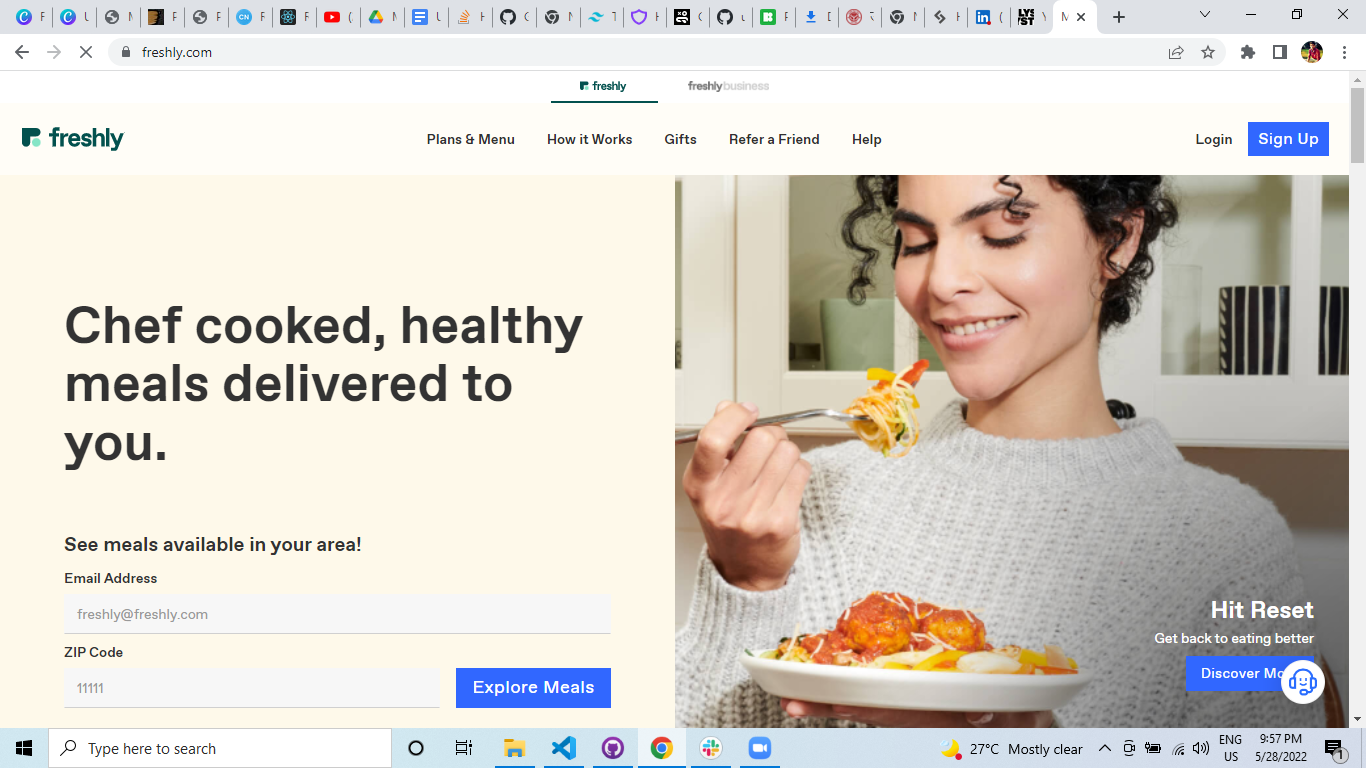 freshly.com
freshly
freshlybusiness
freshly
Plans & Menu
How it Works
Gifts
Refer a Friend
Help
Login
Sign Up
Chef cooked, healthy
meals delivered to
you.
See meals available in your area!
Email Address
freshly@freshly.com
ZIP Code
11111
Explore Meals
Hit Reset
Get back to eating better
Discover Mo
Type here to search
27°C Mostly clear
ENG
US
9:57 PM
5/28/2022
1